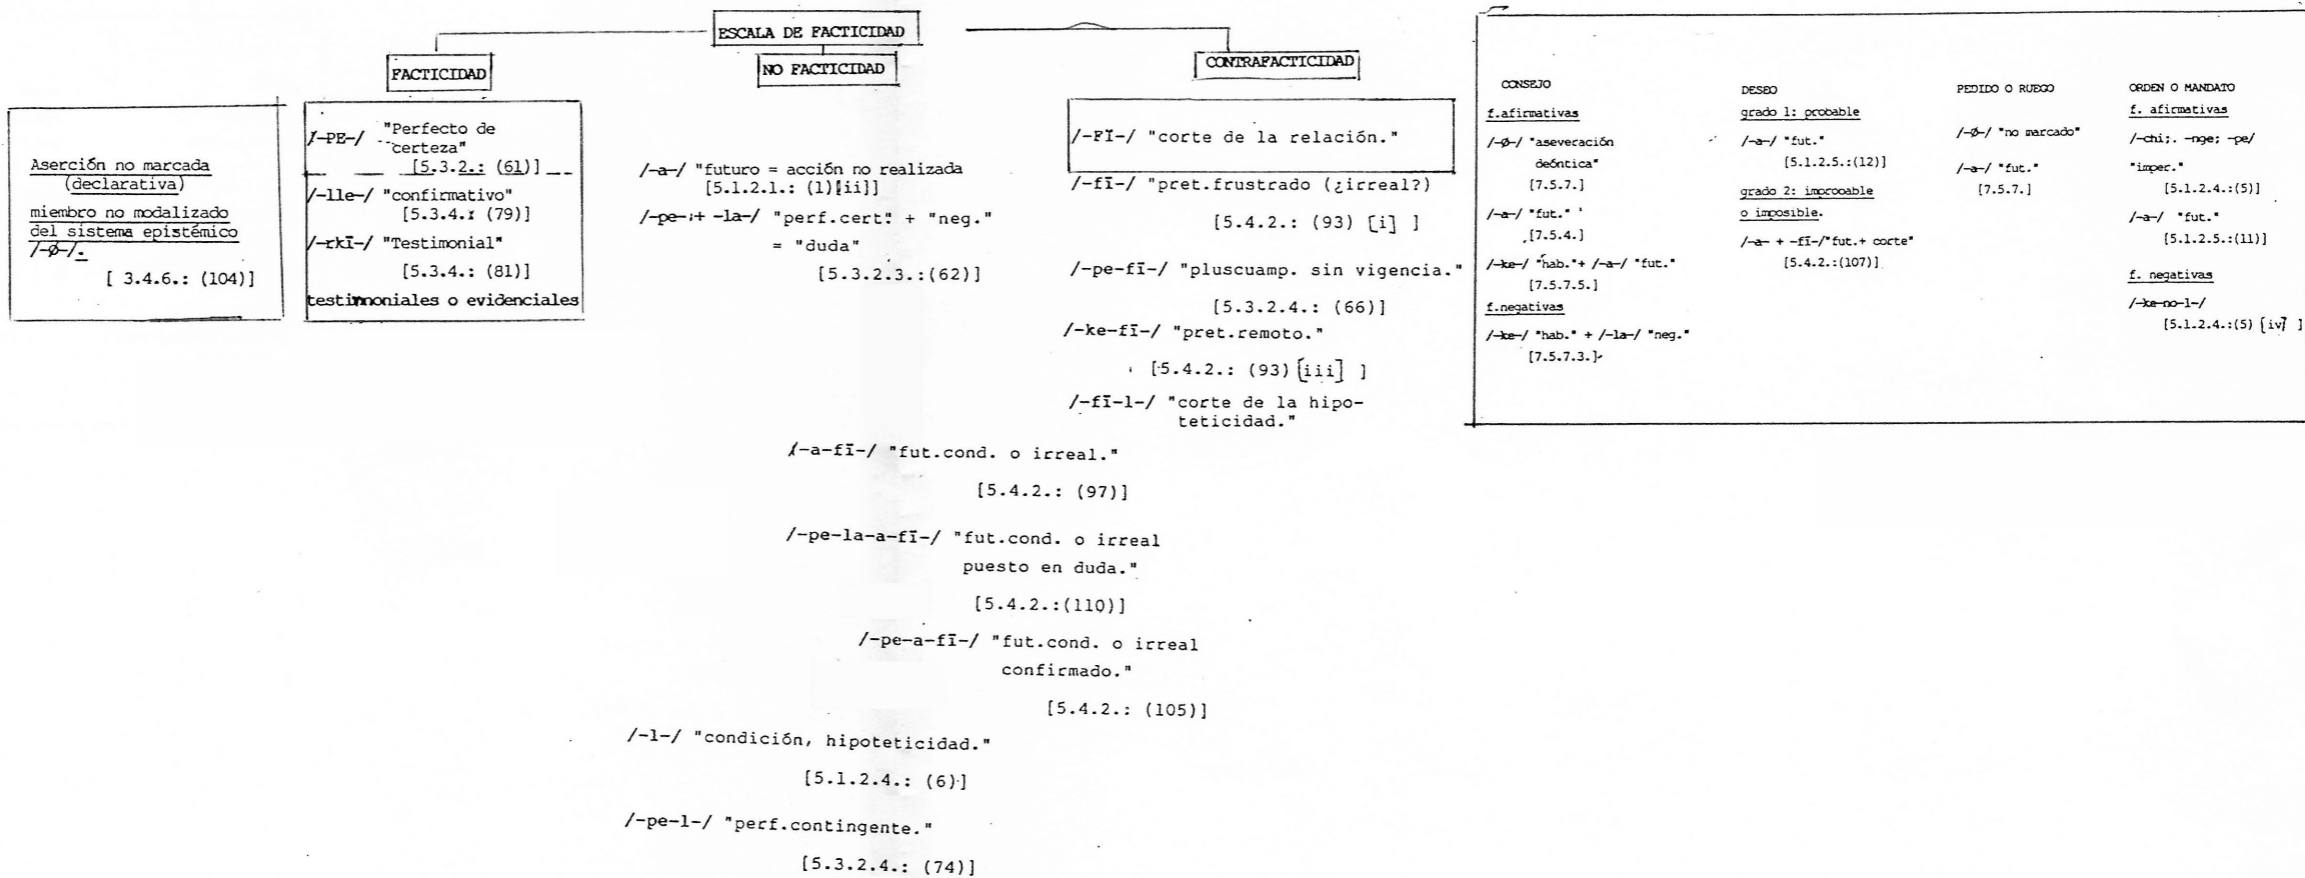 ESCALA DE FACTICIDAD
FACTICIDAD
NO FACTICIDAD
CONTRAFACTICIDAD
Aserción no marcada
(declarativa)
miembro no modalizado
del sistema epistémico
/-Ø-/.
[ 3.4.6.: (104)]
/-PE-/ "Perfecto de
certeza"
[5.3.2.: (61)]
/-lle-/ "confirmativo"
[5.3.4.: (79)]
/-rkī-/ "Testimonial"
[5.3.4.: (81)]
testimoniales o evidenciales
/-a-/ "futuro = acción no realizada
[5.1.2.1.: (1)[ii]]
/-pe-:+ -la-/ "perf.cert." + "neg."
= "duda"
[5.3.2.3.:(62)]
/-FĪ-/ "corte de la relación."
/-fī-/ "pret.frustrado (¿irreal?)
[5.4.2.: (93) [i] ]
/-pe-fī-/ "pluscuamp. sin vigencia."
[5.3.2.4.: (66)]
/-ke-fī-/ "pret.remoto."
[5.4.2.: (93) [iii] ]
/-fī-l-/ "corte de la hipo-
teticidad."
/-a-fī-/ "fut.cond. o irreal."
[5.4.2.: (97)]
/-pe-la-a-fī-/ "fut.cond. o irreal
puesto en duda."
[5.4.2.:(110)]
/-pe-a-fī-/ "fut.cond. o irreal
confirmado."
[5.4.2.: (105)]
/-l-/ "condición, hipoteticidad."
[5.1.2.4.: (6)]
/-pe-l-/ "perf.contingente."
[5.3.2.4.: (74)]
CONSEJO
f.afirmativas
/-Ø-/ "aseveración
deóntica"
[7.5.7.]
/-a-/ "fut."
[7.5.4.]
/-ke-/ "hab."+ /-a-/ "fut."
[7.5.7.5.]
f.negativas
/-ke-/ "hab." + /-la-/ "neg."
[7.5.7.3.]
DESEO
grado 1: probable
/-a-/ "fut."
[5.1.2.5.:(12)]
grado 2: improbable
o imposible.
/-a- + -fī-/"fut.+ corte"
[5.4.2.:(107)]
PEDIDO O RUEGO
/-Ø-/ "no marcado"
/-a-/ "fut."
[7.5.7.]
ORDEN O MANDATO
f. afirmativas
/-chi;. -nge; -pe/
"imper."
[5.1.2.4.:(5)]
/-a-/ "fut."
[5.1.2.5.:(11)]
f. negativas
/-ke-no-l-/
[5.1.2.4.:(5) [iv] ]